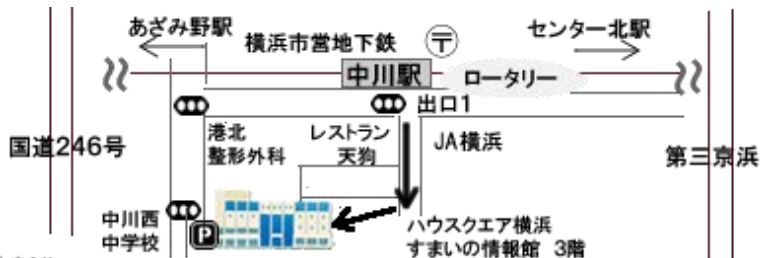 あざみ野駅
横浜市営地下鉄
〒
センター北駅
中川駅
ロータリー
出口1
国道246号
港北
整形外科
レストラン
天狗
JA横浜
第三京浜
中川西
中学校
P
ハウスクエア横浜
すまいの情報館 3階